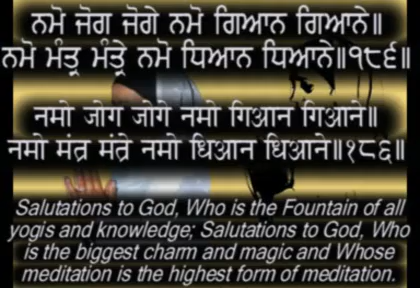 ਨਮੋ ਜੋਗ ਜੋਗੇ ਨਮੋ ਗਿਆਨ ਗਿਆਨੇ॥
ਨਮੋ ਮੰਤ੍ਰ ਮੰਤ੍ਰੇ ਨਮੋ ਧਿਆਨ ਧਿਆਨੇ॥੧੮੬॥
नमो जोग जोगे नमो गिआन गिआने॥
नमो मंत्र मंत्रे नमो धिआन धिआने॥१८६॥
Salutations to God, Who is the Fountain of all
yogis and knowledge; Salutations to God, Who
is the biggest charm and magic and Whose
meditation is the highest form of meditation.